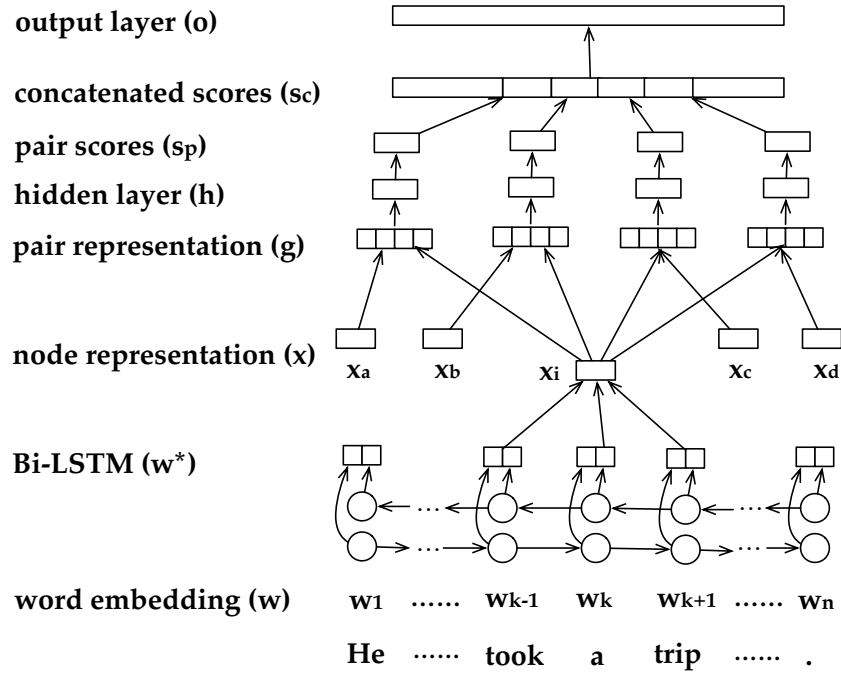 output layer (o)
concatenated scores (sc)
pair scores (sp)
hidden layer (h)
pair representation (g)
node representation (x)
xa xb xi xc xd
Bi-LSTM (w*)
... ...
... ...
word embedding (w) w1 ...... wk-1 wk wk+1 ...... wn
He ...... took a trip ...... .